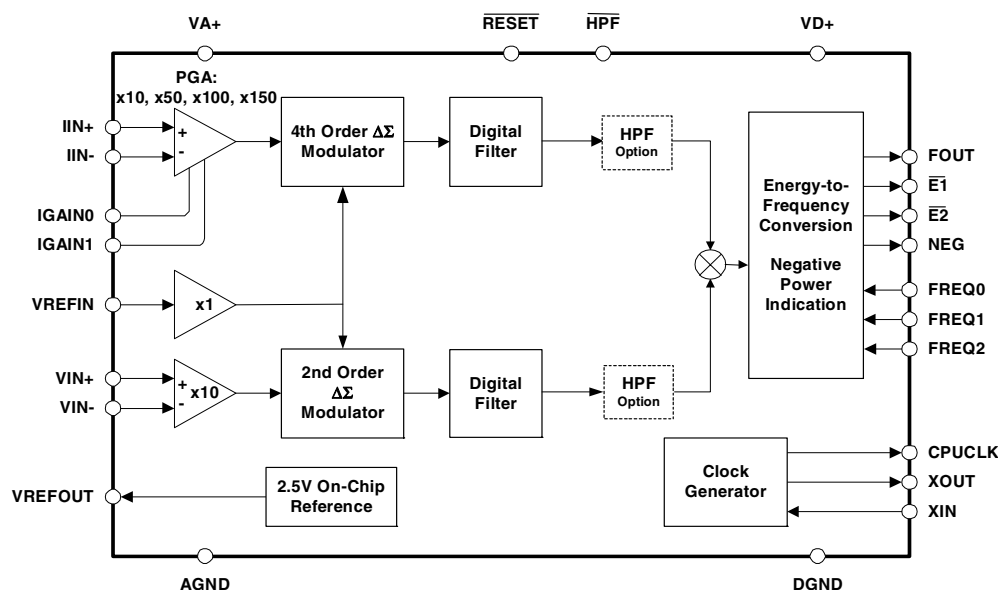 VA+
RESET
HPF
VD+
PGA:
x10, x50, x100, x150
IIN+
IIN-
+
-
4th Order ΔΣ
Modulator
Digital
Filter
HPF
Option
IGAIN0
IGAIN1
Energy-to-
Frequency
Conversion
Negative
Power
Indication
FOUT
E1
E2
NEG
FREQ0
FREQ1
FREQ2
VREFIN
x1
VIN+
VIN-
+
-
x10
2nd Order
ΔΣ
Modulator
Digital
Filter
HPF
Option
VREFOUT
2.5V On-Chip
Reference
Clock
Generator
CPUCLK
XOUT
XIN
AGND
DGND